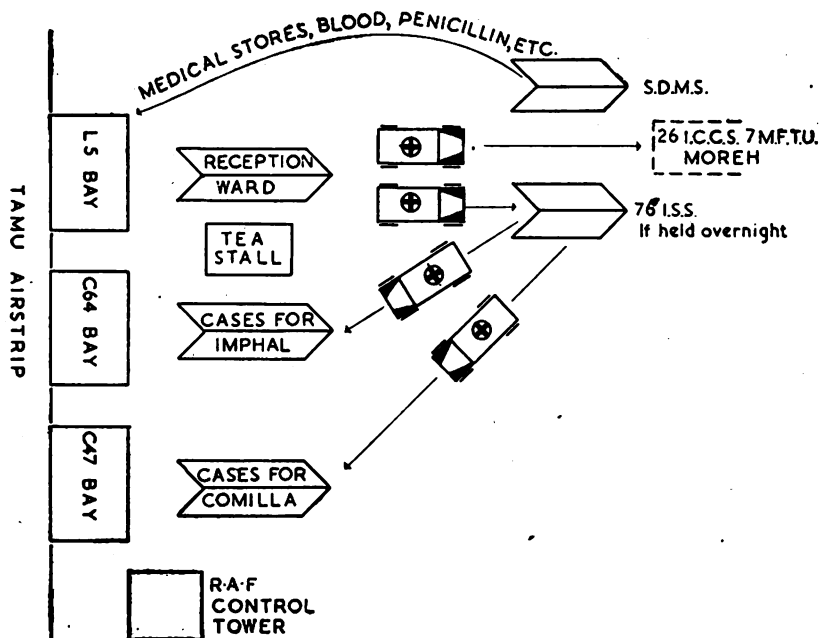 MEDICAL STORES, BLOOD, PENICILLIN, ETC.
S.D.M.S.
L5 BAY
RECEPTION
WARD
26 I.C.C.S. 7 M.F.T.U.
MOREH
76 I.S.S.
If held overnight
TEA
STALL
TAMU AIRSTRIP
C64 BAY
CASES FOR
IMPHAL
C47 BAY
CASES FOR
COMILLA
R·A·F
CONTROL
TOWER